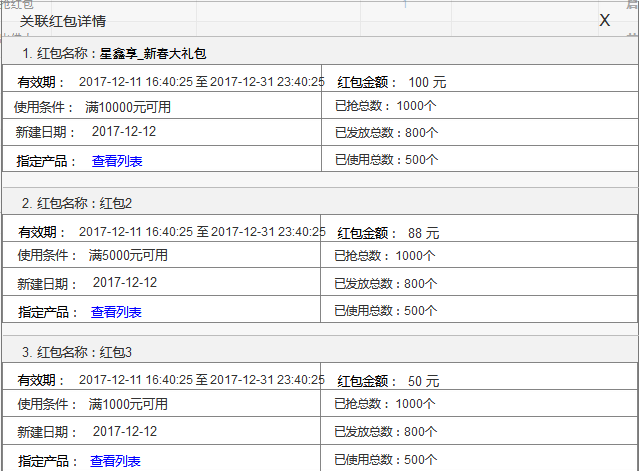 抢红包
关联红包详情 X
1. 红包名称：星鑫享_新春大礼包
有效期： 2017-12-11 16:40:25 至 2017-12-31 23:40:25 红包金额： 100 元
使用条件： 满10000元可用 已抢总数： 1000个
新建日期： 2017-12-12 已发放总数：800个
指定产品： 查看列表 已使用总数：500个
2. 红包名称：红包2
有效期： 2017-12-11 16:40:25 至 2017-12-31 23:40:25 红包金额： 88 元
使用条件： 满5000元可用 已抢总数： 1000个
新建日期： 2017-12-12 已发放总数：800个
指定产品： 查看列表 已使用总数：500个
3. 红包名称：红包3
有效期： 2017-12-11 16:40:25 至 2017-12-31 23:40:25 红包金额： 50 元
使用条件： 满1000元可用 已抢总数： 1000个
新建日期： 2017-12-12 已发放总数：800个
指定产品： 查看列表 已使用总数：500个